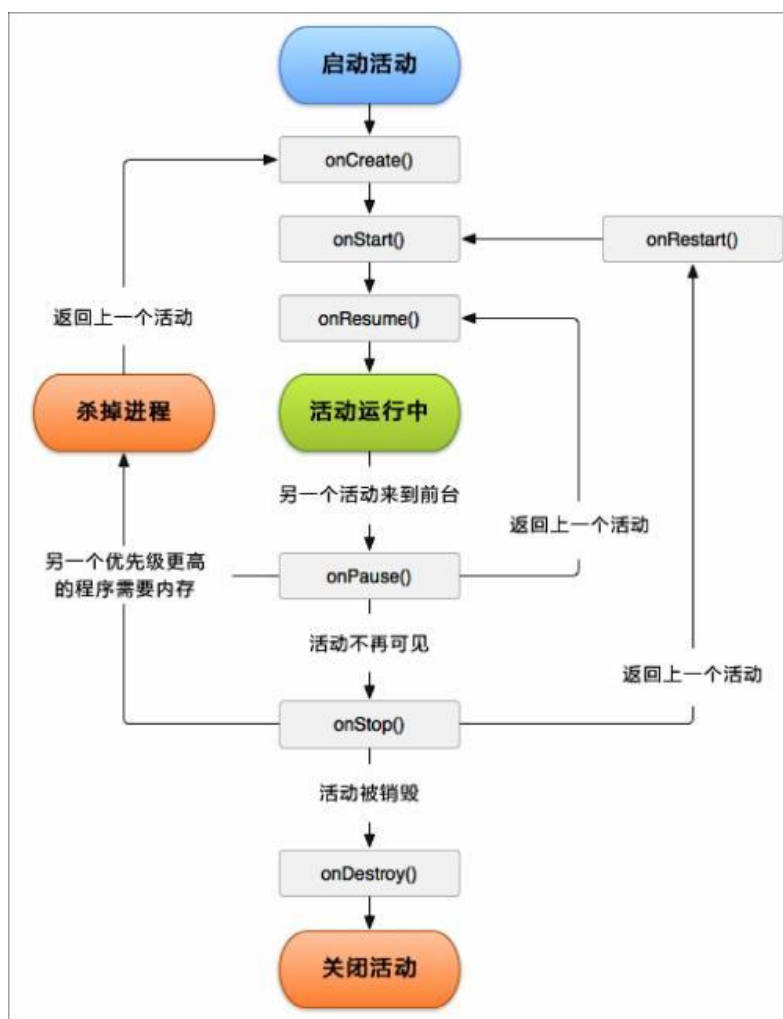 启动活动
onCreate()
onStart()
onRestart()
返回上一个活动
onResume()
杀掉进程
活动运行中
另一个活动来到前台
返回上一个活动
另一个优先级更高
的程序需要内存
onPause()
活动不再可见
返回上一个活动
onStop()
活动被销毁
onDestroy()
关闭活动